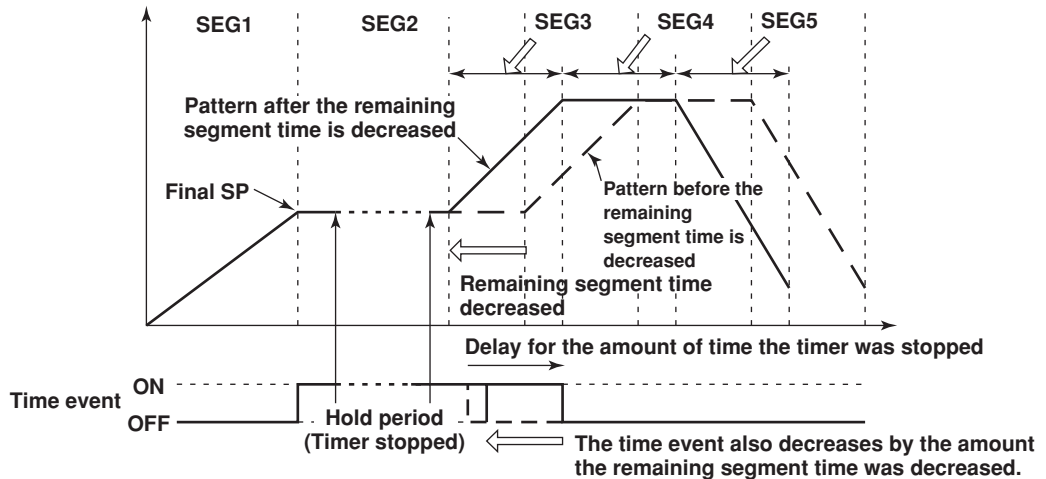 SEG1
SEG2
SEG3
SEG4
SEG5
Pattern after the remaining
segment time is decreased
Final SP
Pattern before the
remaining
segment time is
decreased
Remaining segment time
decreased
Delay for the amount of time the timer was stopped
Time event
ON
OFF
Hold period
(Timer stopped)
The time event also decreases by the amount
the remaining segment time was decreased.